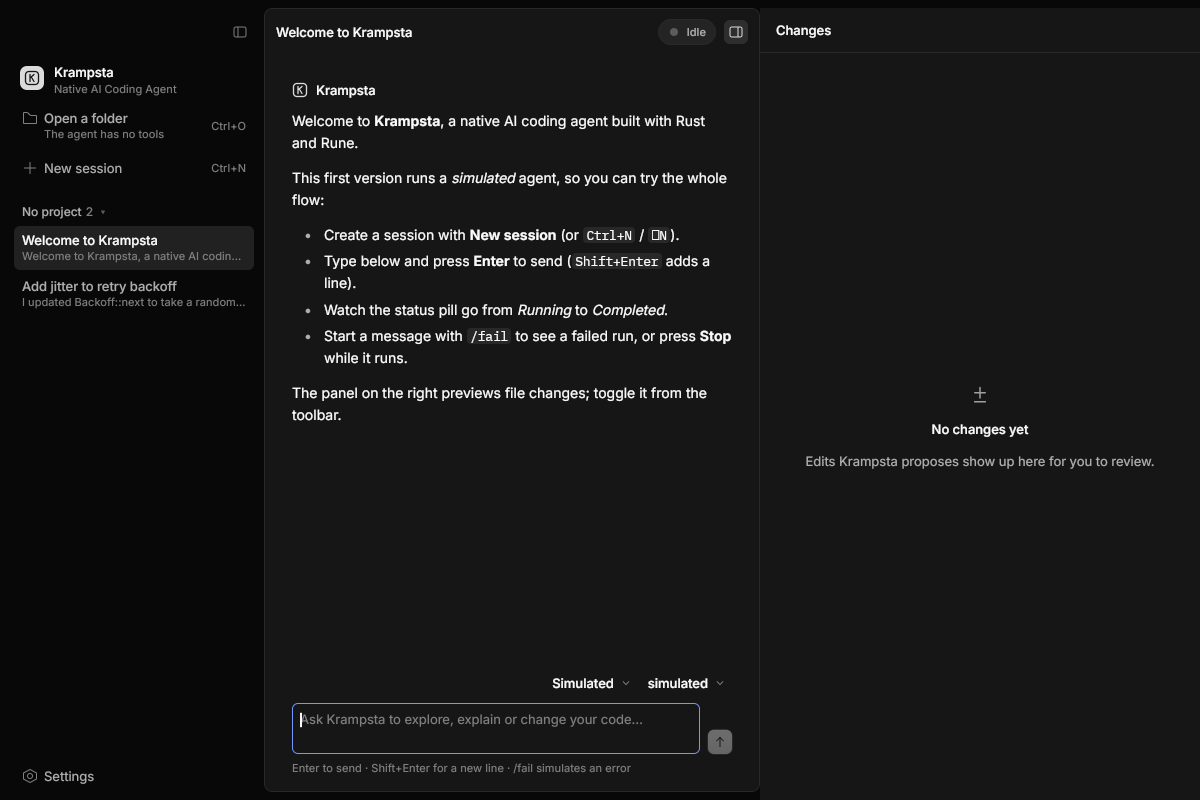 Krampsta
Native AI Coding Agent
Open a folder
The agent has no tools
Ctrl+O
New session
Ctrl+N
No project 2
Welcome to Krampsta
Welcome to Krampsta, a native AI codin...
Add jitter to retry backoff
I updated Backoff::next to take a random...
Settings
Welcome to Krampsta
Idle
Krampsta
Welcome to Krampsta, a native AI coding agent built with Rust
and Rune.
This first version runs a simulated agent, so you can try the whole
flow:
• Create a session with New session (or Ctrl+N / □N).
• Type below and press Enter to send (Shift+Enter adds a
line).
• Watch the status pill go from Running to Completed.
• Start a message with /fail to see a failed run, or press Stop
while it runs.
The panel on the right previews file changes; toggle it from the
toolbar.
Simulated
simulated
Ask Krampsta to explore, explain or change your code...
Enter to send · Shift+Enter for a new line · /fail simulates an error
Changes
No changes yet
Edits Krampsta proposes show up here for you to review.